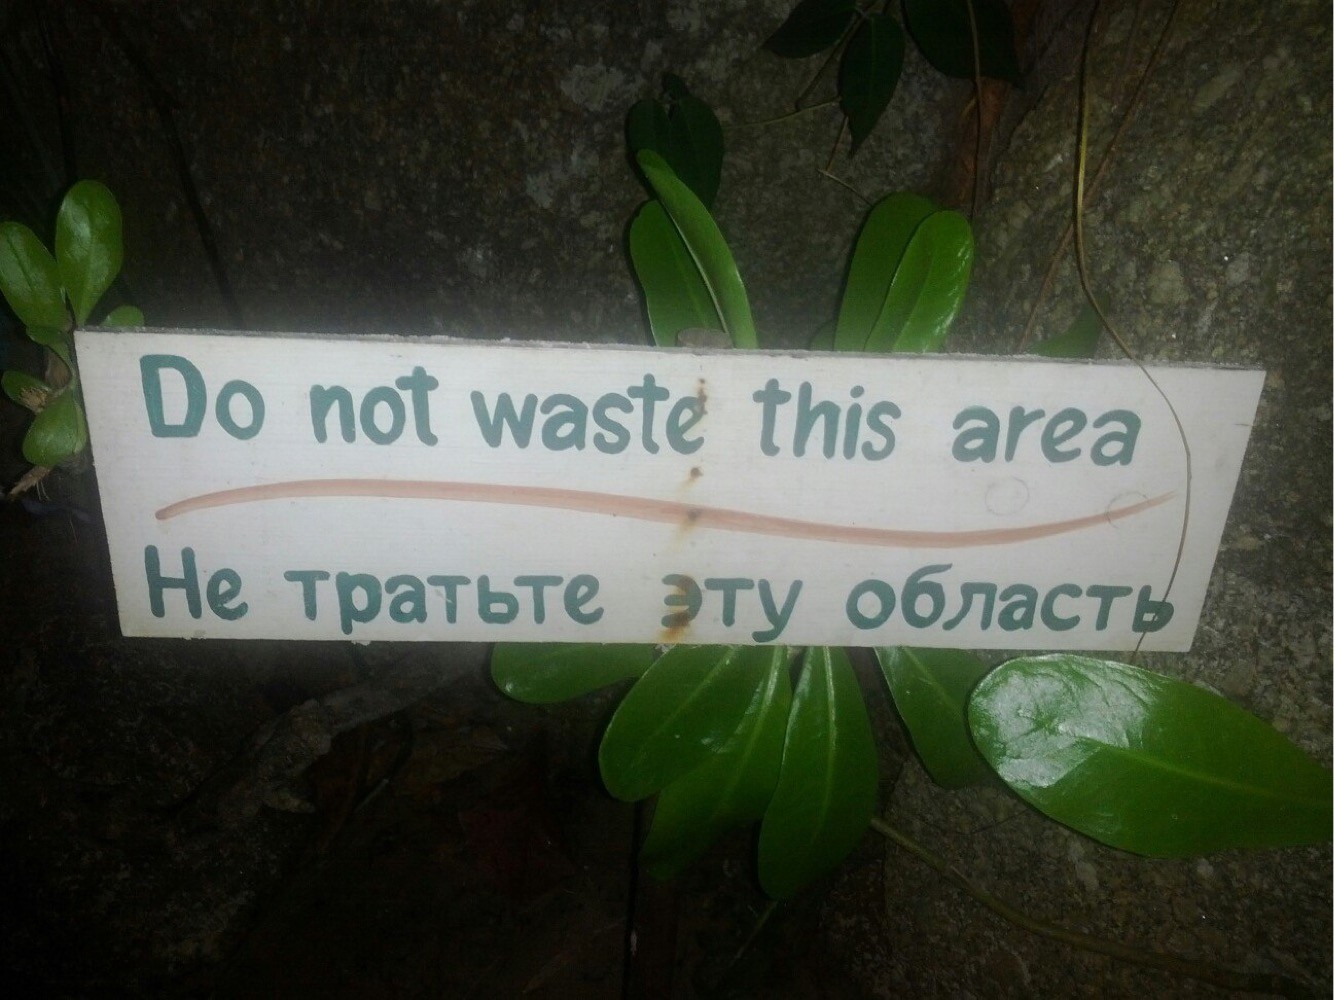 Do not waste this area
Не тратьте эту область